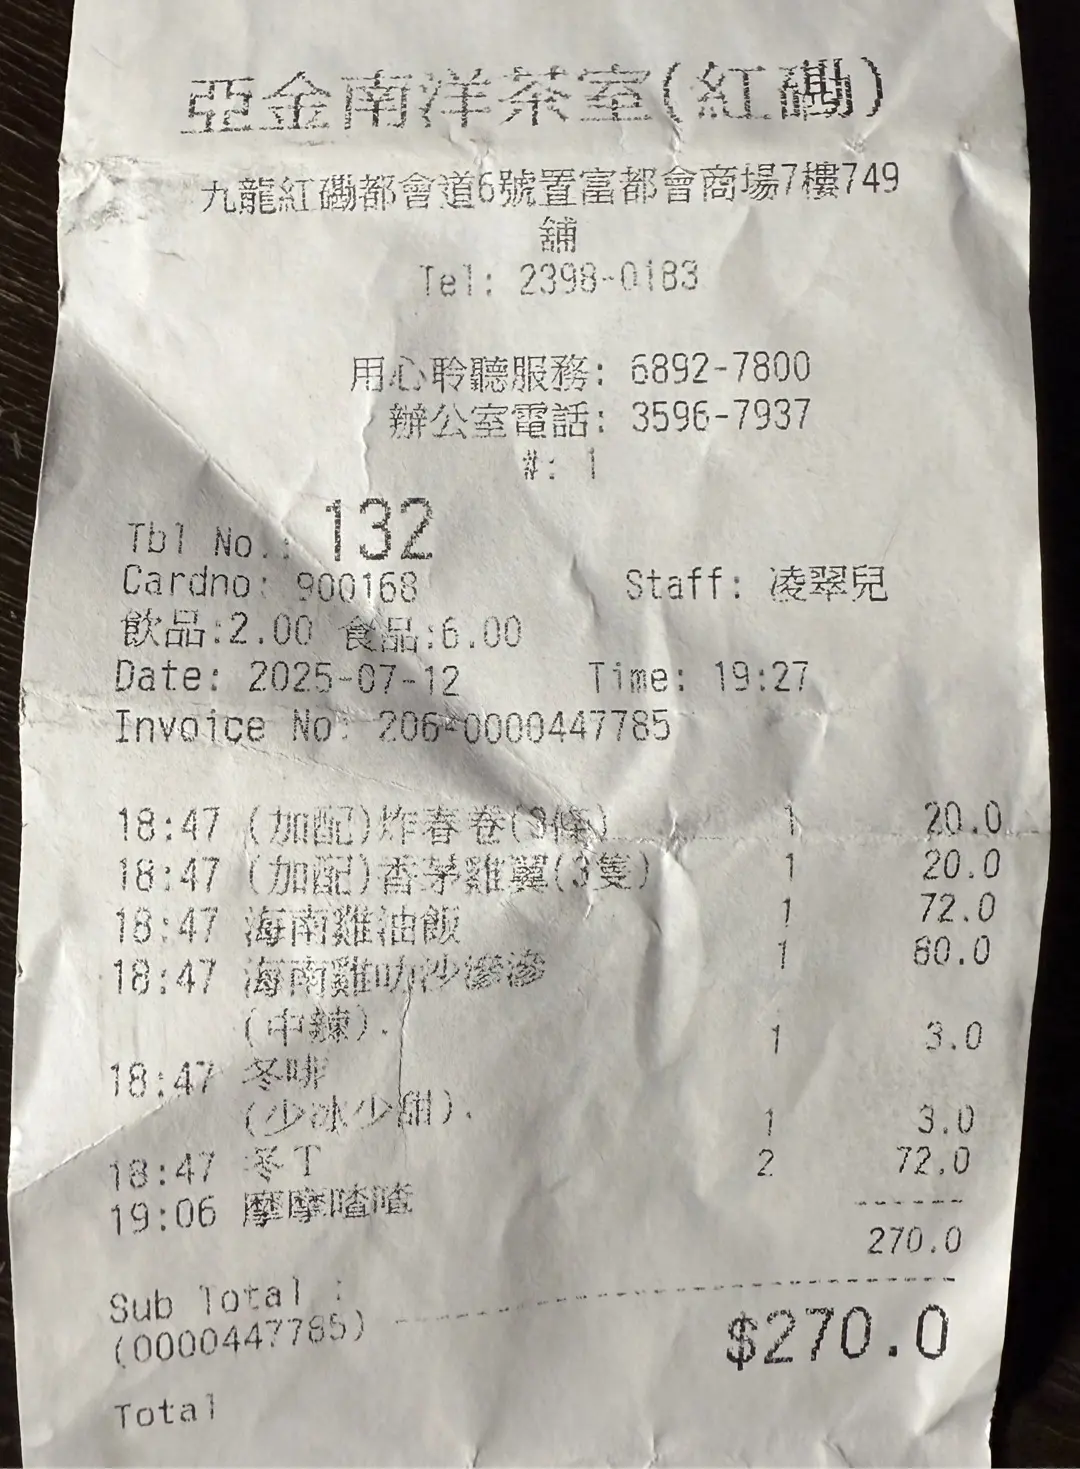 亞金南洋茶室(紅磡)
九龍紅磡都會道6號置富都會商場7樓749
舖
Tel: 2398-0183
用心聆聽服務: 6892-7800
辦公室電話: 3596-7937
#: 1
Tbl No.: 132
Cardno: 900168 Staff: 凌翠兒
飲品:2.00 食品:6.00
Date: 2025-07-12 Time: 19:27
Invoice No: 206-0000447785
18:47 (加配)炸春卷(3條) 1 20.0
18:47 (加配)香茅雞翼(3隻) 1 20.0
18:47 海南雞油飯 1 72.0
18:47 海南雞叻沙滲滲 1 80.0
(中辣).
18:47 冬啡 1 3.0
(少冰少甜).
18:47 冬T 1 3.0
19:06 摩摩喳喳 2 72.0
Sub Total : 270.0
(0000447785)
Total $270.0